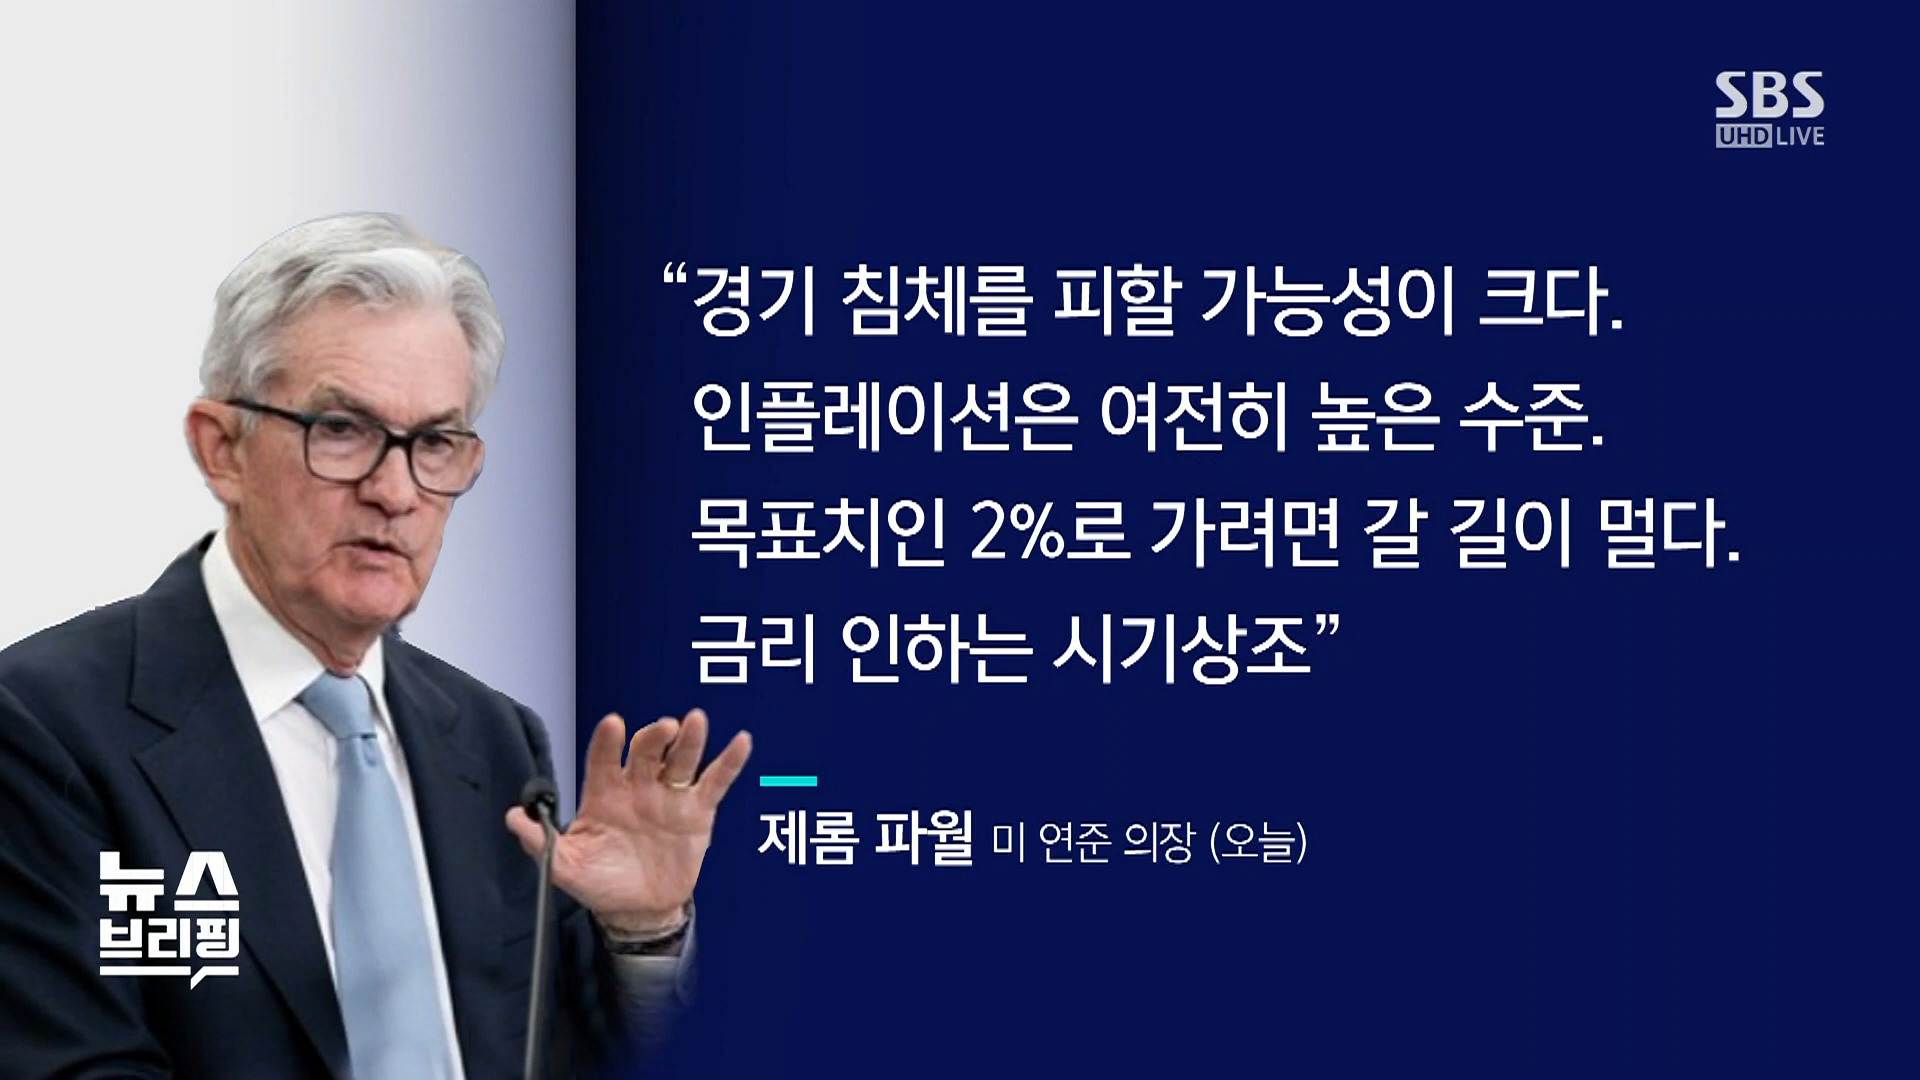 SBS
UHD LIVE
“경기 침체를 피할 가능성이 크다.
인플레이션은 여전히 높은 수준.
목표치인 2%로 가려면 갈 길이 멀다.
금리 인하는 시기상조”
제롬 파월 미 연준 의장 (오늘)
뉴스
브리핑